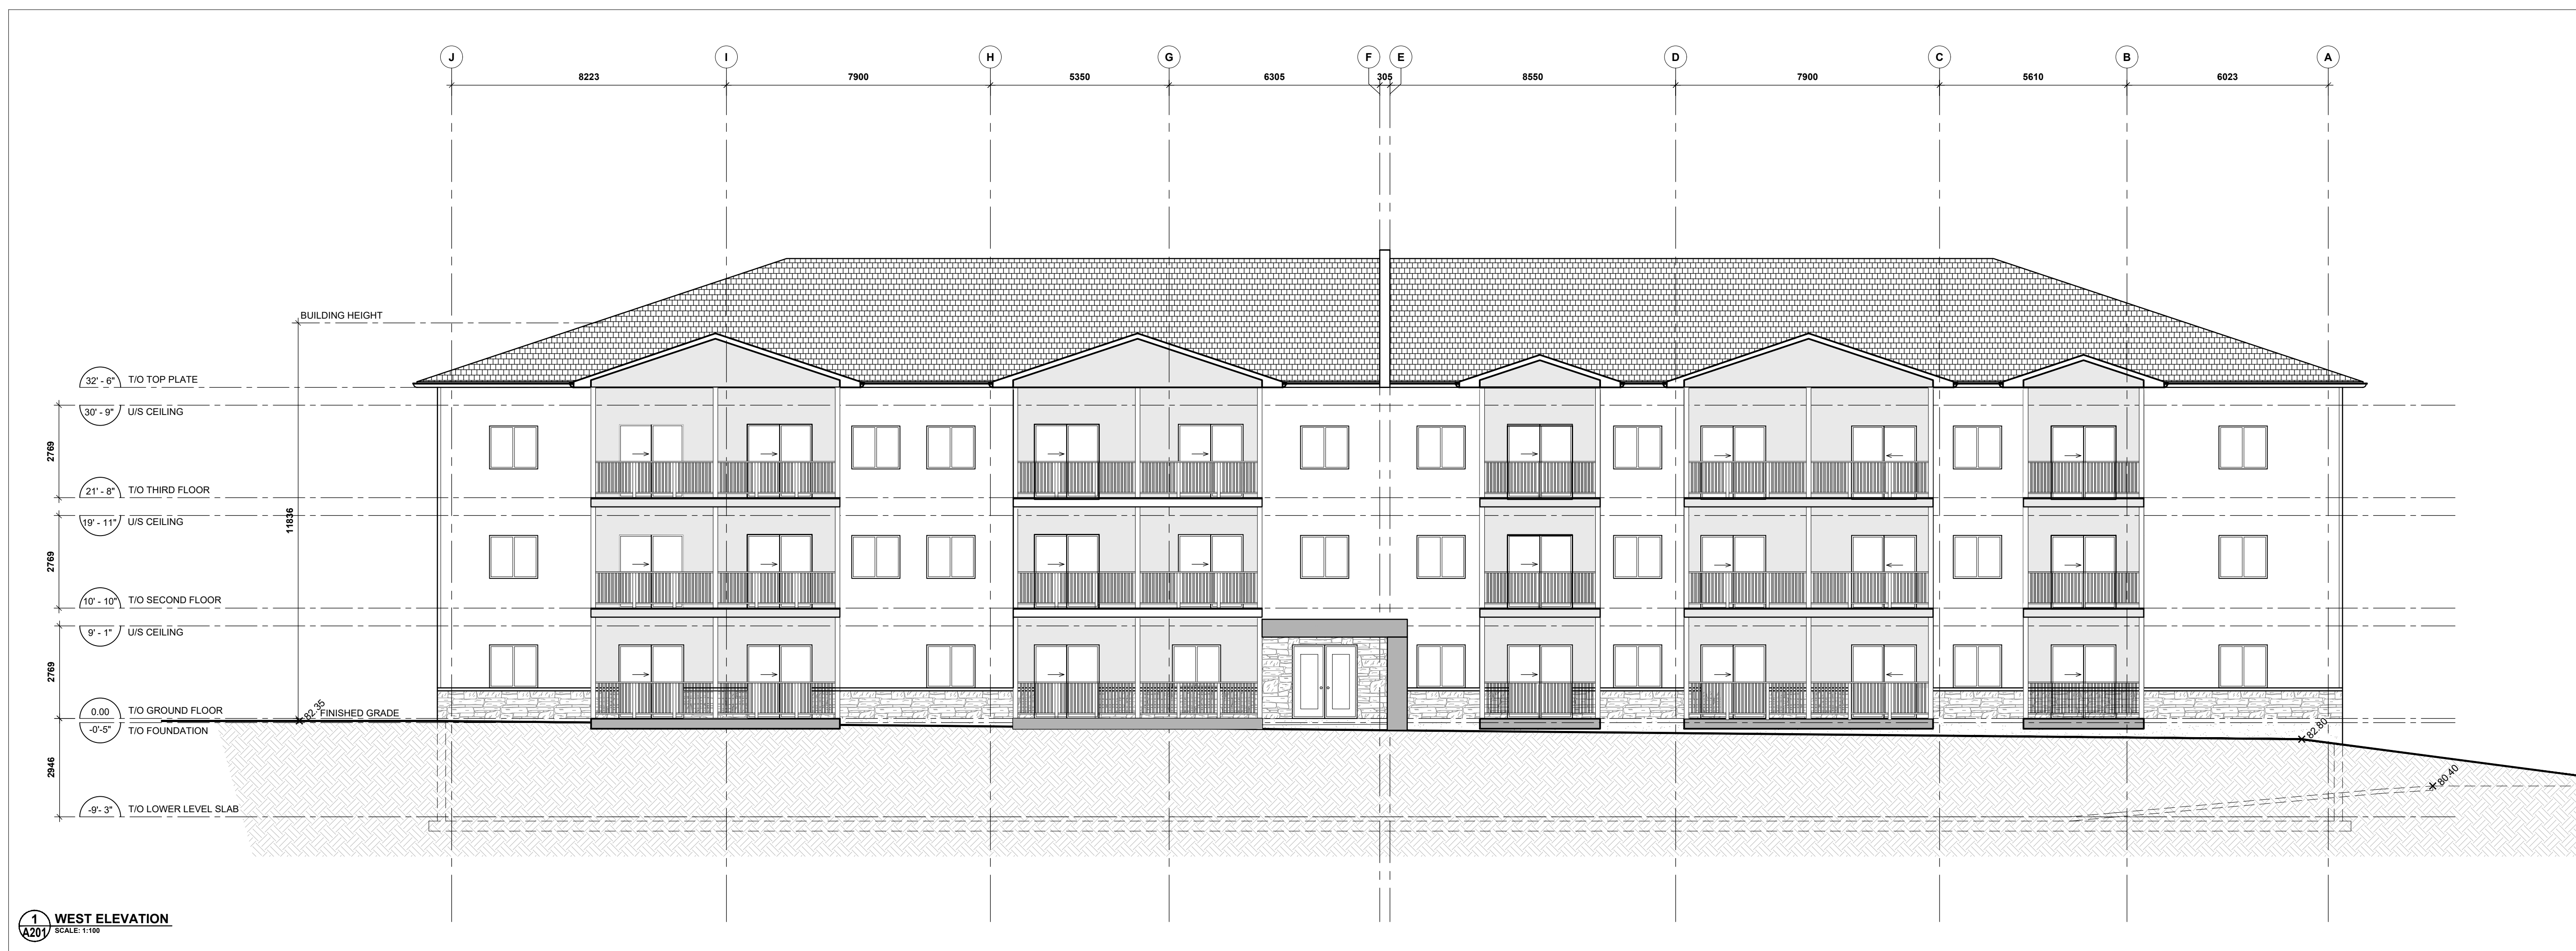 J I H G F E D C B A
8223 7900 5350 6305 305 8550 7900 5610 6023
BUILDING HEIGHT
32' - 6" T/O TOP PLATE
30' - 9" U/S CEILING
2769
21' - 8" T/O THIRD FLOOR
11836
19' - 11" U/S CEILING
2769
10' - 10" T/O SECOND FLOOR
9' - 1" U/S CEILING
2769
0.00 T/O GROUND FLOOR
82.35 FINISHED GRADE
-0'-5" T/O FOUNDATION
82.80
2946
80.40
-9'- 3" T/O LOWER LEVEL SLAB
1 WEST ELEVATION
A201 SCALE: 1:100